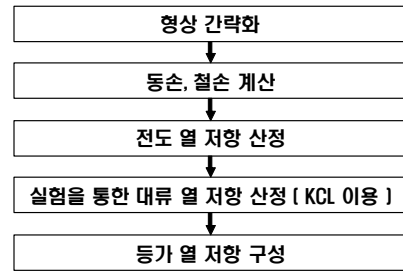 형상 간략화
동손, 철손 계산
전도 열 저항 산정
실험을 통한 대류 열 저항 산정 ( KCL 이용 )
등가 열 저항 구성